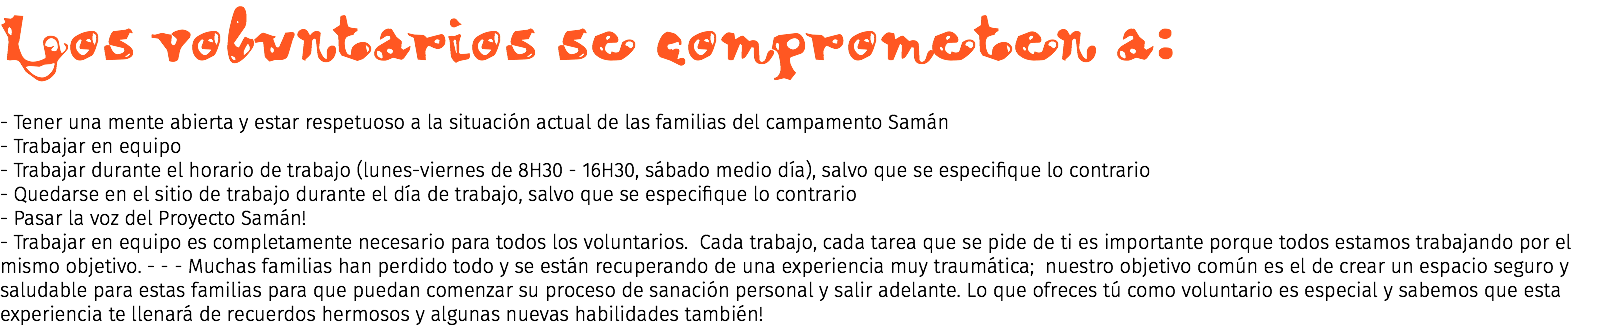 Los voluntarios se comprometen a:
- Tener una mente abierta y estar respetuoso a la situación actual de las familias del campamento Samán
- Trabajar en equipo
- Trabajar durante el horario de trabajo (lunes-viernes de 8H30 - 16H30, sábado medio día), salvo que se especifique lo contrario
- Quedarse en el sitio de trabajo durante el día de trabajo, salvo que se especifique lo contrario
- Pasar la voz del Proyecto Samán!
- Trabajar en equipo es completamente necesario para todos los voluntarios.  Cada trabajo, cada tarea que se pide de ti es importante porque todos estamos trabajando por el
mismo objetivo. - - - Muchas familias han perdido todo y se están recuperando de una experiencia muy traumática;  nuestro objetivo común es el de crear un espacio seguro y
saludable para estas familias para que puedan comenzar su proceso de sanación personal y salir adelante. Lo que ofreces tú como voluntario es especial y sabemos que esta
experiencia te llenará de recuerdos hermosos y algunas nuevas habilidades también!